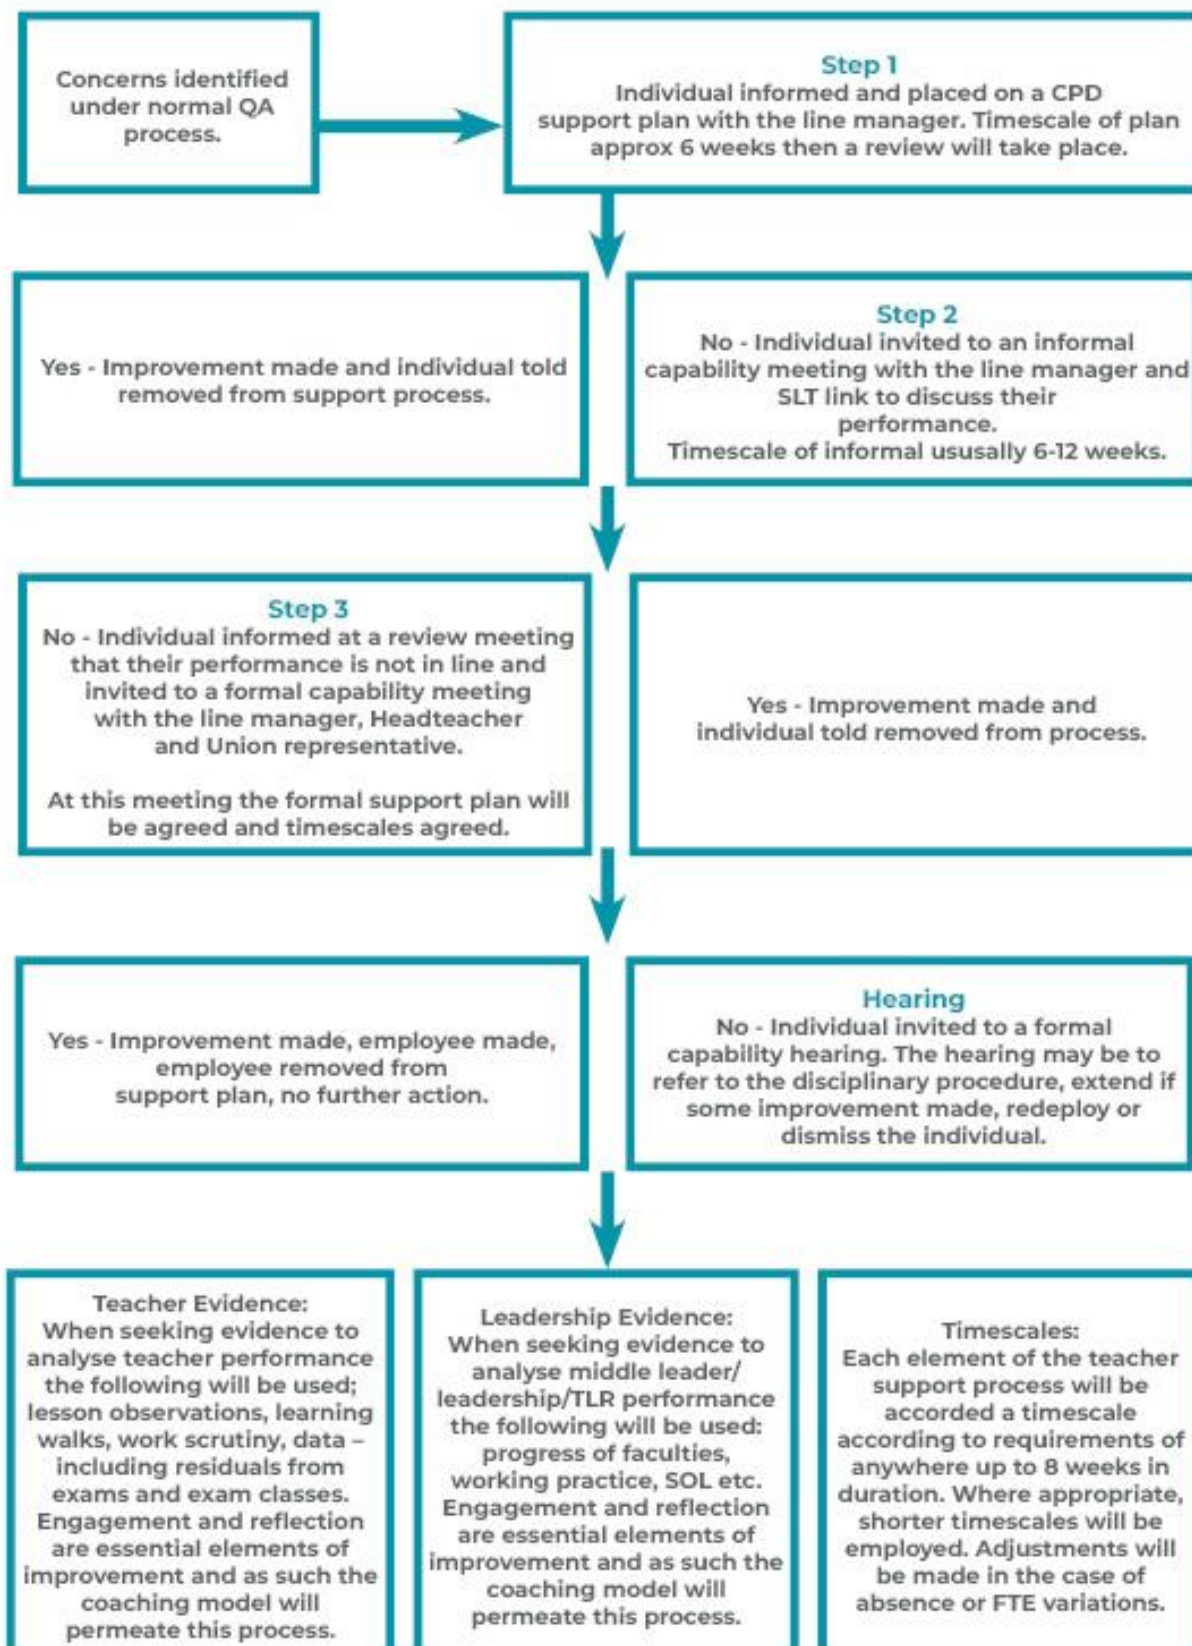 Concerns identified
under normal QA
process.
Step 1
Individual informed and placed on a CPD
support plan with the line manager. Timescale of plan
approx 6 weeks then a review will take place.
Yes - Improvement made and individual told
removed from support process.
Step 2
No - Individual invited to an informal
capability meeting with the line manager and
SLT link to discuss their
performance.
Timescale of informal ususally 6-12 weeks.
Step 3
No - Individual informed at a review meeting
that their performance is not in line and
invited to a formal capability meeting
with the line manager, Headteacher
and Union representative.
At this meeting the formal support plan will
be agreed and timescales agreed.
Yes - Improvement made and
individual told removed from process.
Yes - Improvement made, employee made,
employee removed from
support plan, no further action.
Hearing
No - Individual invited to a formal
capability hearing. The hearing may be to
refer to the disciplinary procedure, extend if
some improvement made, redeploy or
dismiss the individual.
Teacher Evidence:
When seeking evidence to
analyse teacher performance
the following will be used;
lesson observations, learning
walks, work scrutiny, data –
including residuals from
exams and exam classes.
Engagement and reflection
are essential elements of
improvement and as such the
coaching model will
permeate this process.
Leadership Evidence:
When seeking evidence to
analyse middle leader/
leadership/TLR performance
the following will be used:
progress of faculties,
working practice, SOL etc.
Engagement and reflection
are essential elements of
improvement and as such the
coaching model will
permeate this process.
Timescales:
Each element of the teacher
support process will be
accorded a timescale
according to requirements of
anywhere up to 8 weeks in
duration. Where appropriate,
shorter timescales will be
employed. Adjustments will
be made in the case of
absence or FTE variations.